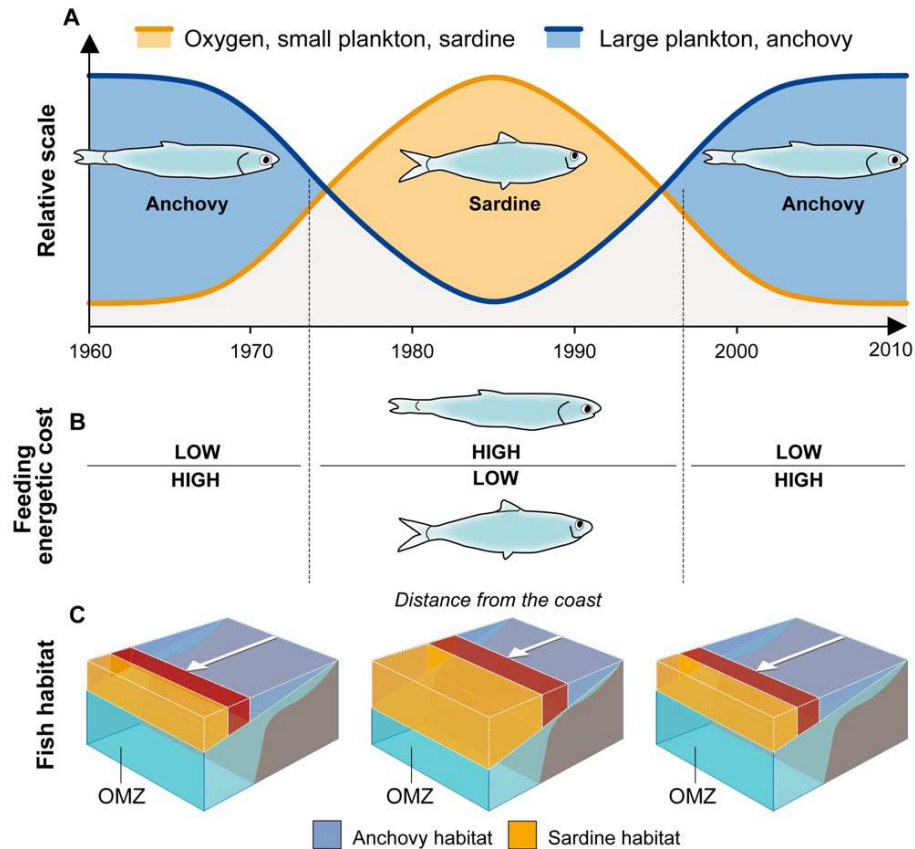 A
Oxygen, small plankton, sardine
Large plankton, anchovy
Relative scale
Anchovy
Sardine
Anchovy
1960
1970
1980
1990
2000
2010
B
Feeding
energetic cost
LOW
HIGH
HIGH
LOW
LOW
HIGH
C
Distance from the coast
Fish habitat
OMZ
OMZ
OMZ
Anchovy habitat
Sardine habitat